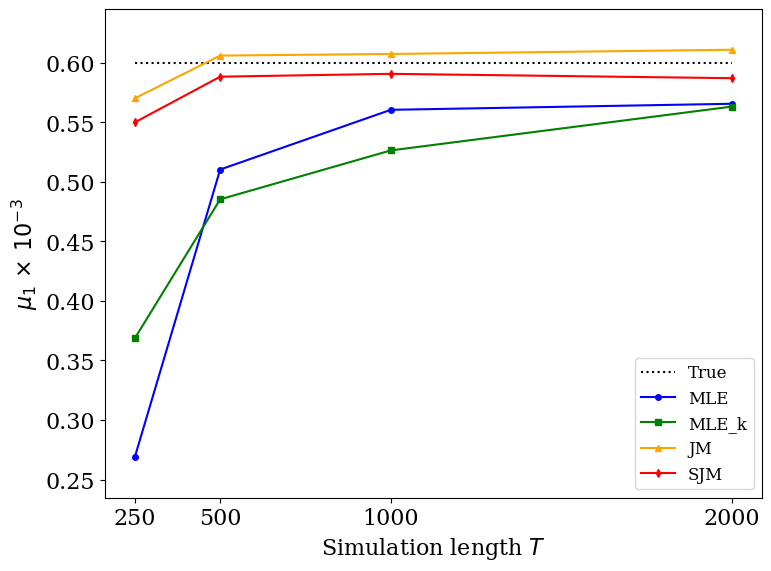 0.60
0.55
0.50
0.45
0.40
0.35
0.30
0.25
μ₁ × 10⁻³
250 500 1000 2000
Simulation length T
True
MLE
MLE_k
JM
SJM